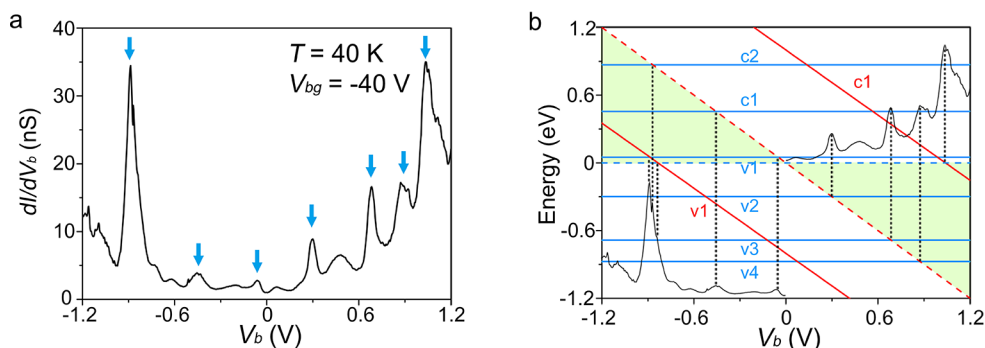 a
40
30
20
10
0
dI/dVb (nS)
T = 40 K
Vbg = -40 V
-1.2
-0.6
0
0.6
1.2
Vb (V)
b
1.2
0.6
0
-0.6
-1.2
Energy (eV)
c2
c1
c1
v1
v2
v1
v3
v4
-1.2
-0.6
0
0.6
1.2
Vb (V)